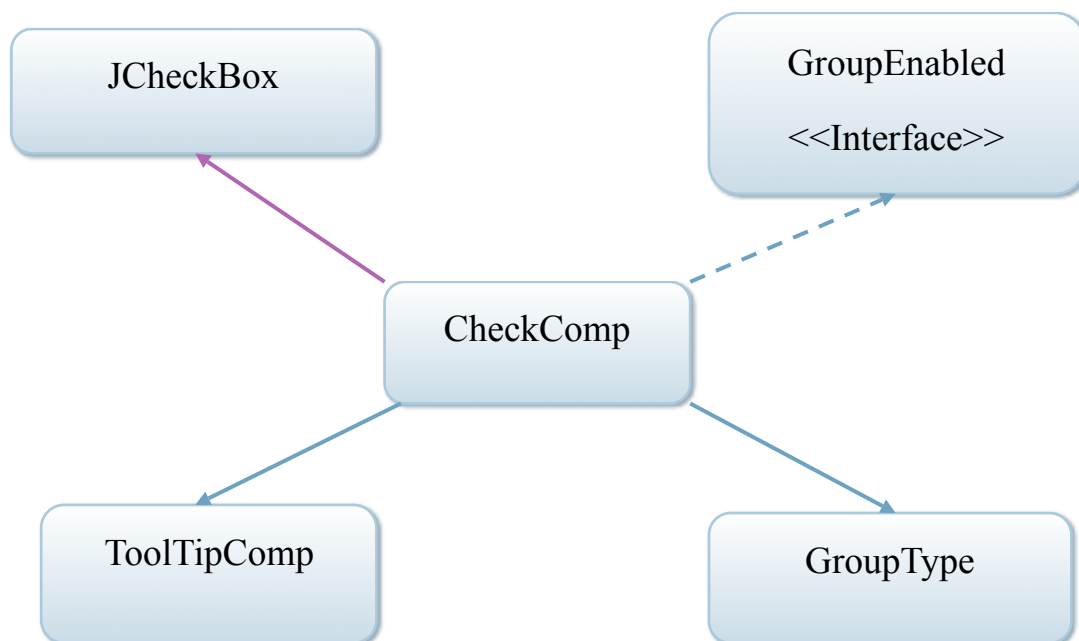 JCheckBox
GroupEnabled
<<Interface>>
CheckComp
ToolTipComp
GroupType